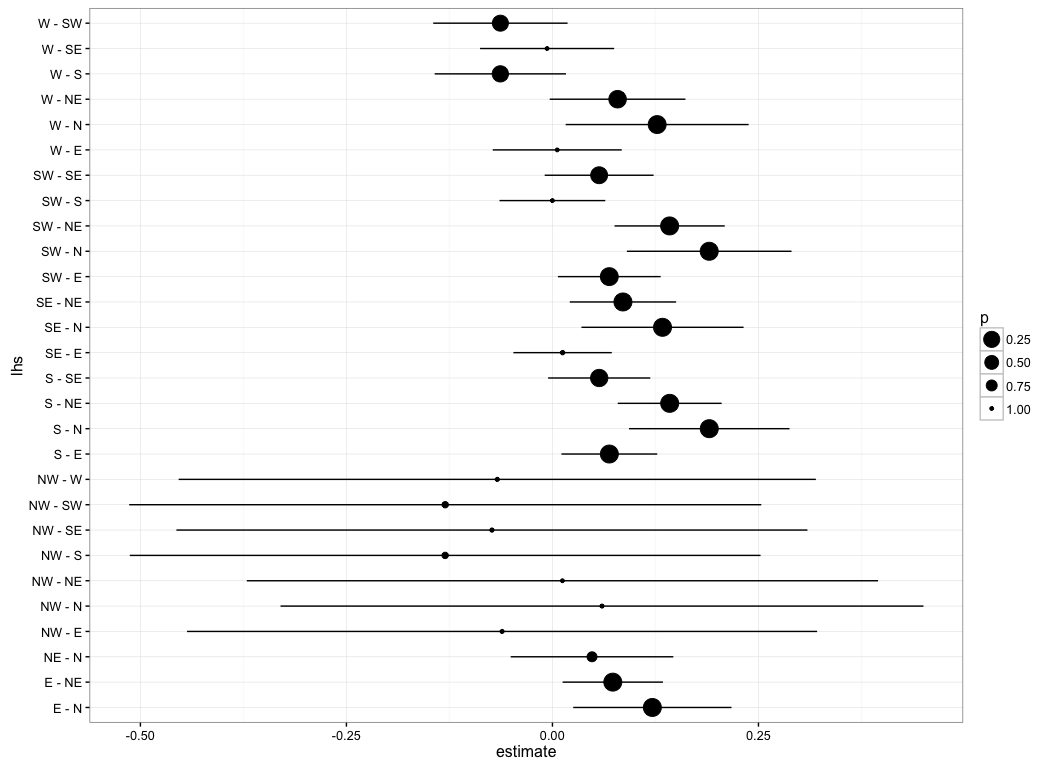 W - SW
W - SE
W - S
W - NE
W - N
W - E
SW - SE
SW - S
SW - NE
SW - N
SW - E
SE - NE
SE - N
SE - E
S - SE
S - NE
S - N
S - E
NW - W
NW - SW
NW - SE
NW - S
NW - NE
NW - N
NW - E
NE - N
E - NE
E - N
lhs
-0.50 -0.25 0.00 0.25
estimate
p
0.25
0.50
0.75
1.00